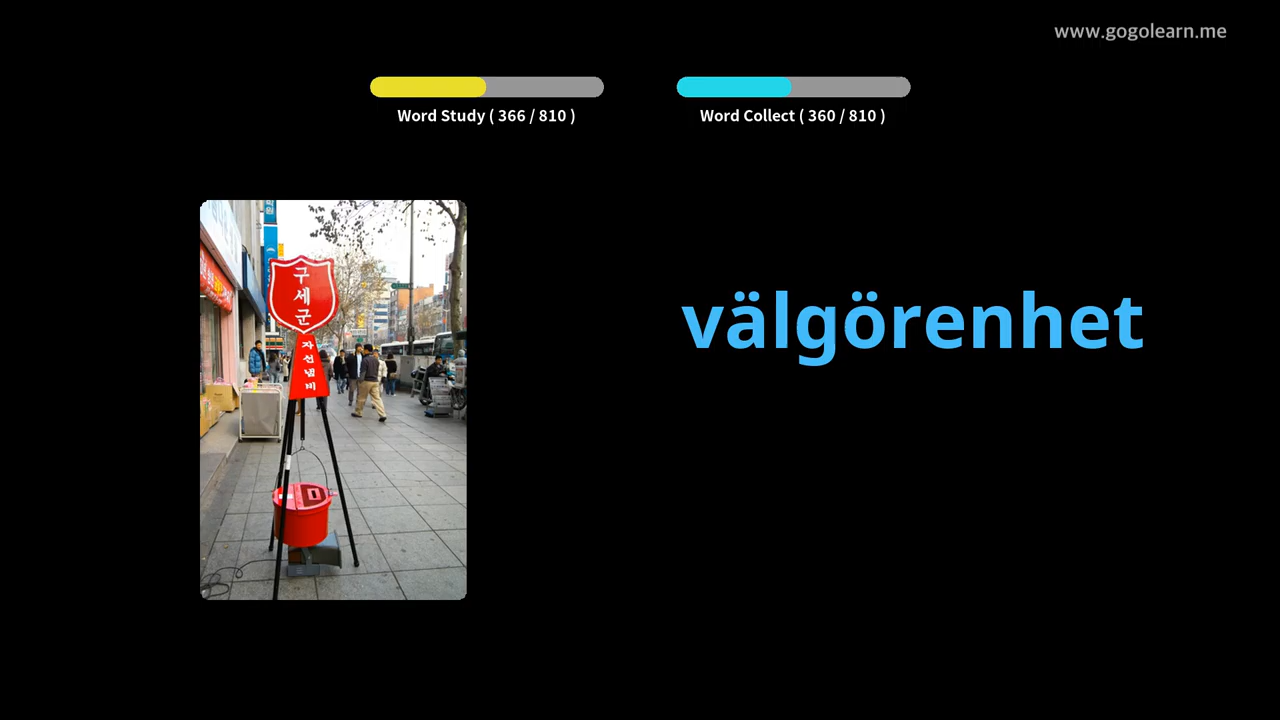 www.gogolearn.me
Word Study ( 366 / 810 )
Word Collect ( 360 / 810 )
구세군
자선냄비
välgörenhet